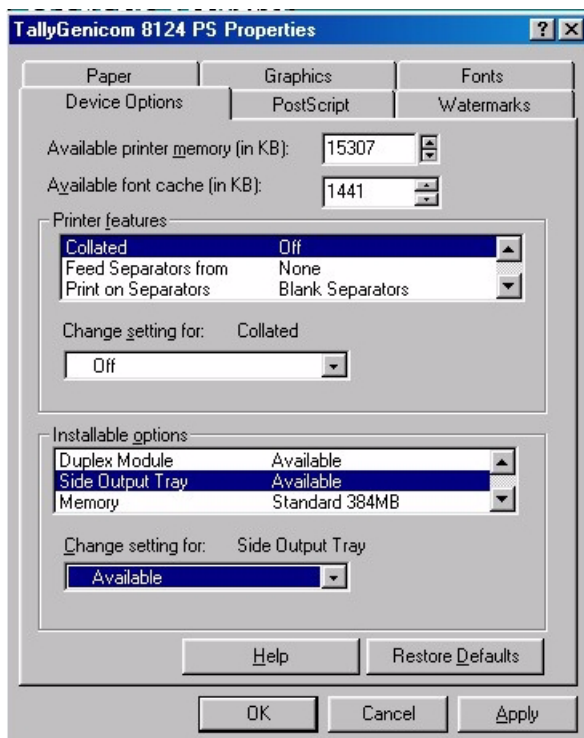 TallyGenicom 8124 PS Properties
Paper Graphics Fonts
Device Options PostScript Watermarks
Available printer memory (in KB): 15307
Available font cache (in KB): 1441
Printer features
Collated Off
Feed Separators from None
Print on Separators Blank Separators
Change setting for: Collated
Off
Installable options
Duplex Module Available
Side Output Tray Available
Memory Standard 384MB
Change setting for: Side Output Tray
Available
Help Restore Defaults
OK Cancel Apply